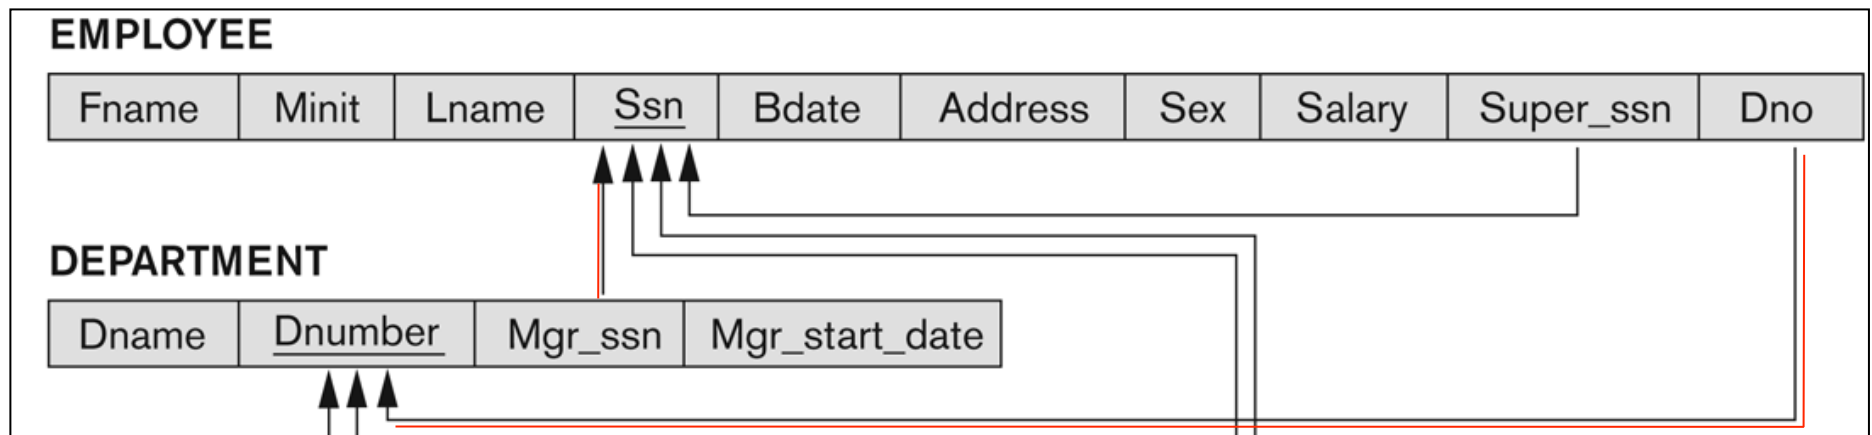 EMPLOYEE
Fname Minit Lname Ssn Bdate Address Sex Salary Super_ssn Dno
DEPARTMENT
Dname Dnumber Mgr_ssn Mgr_start_date